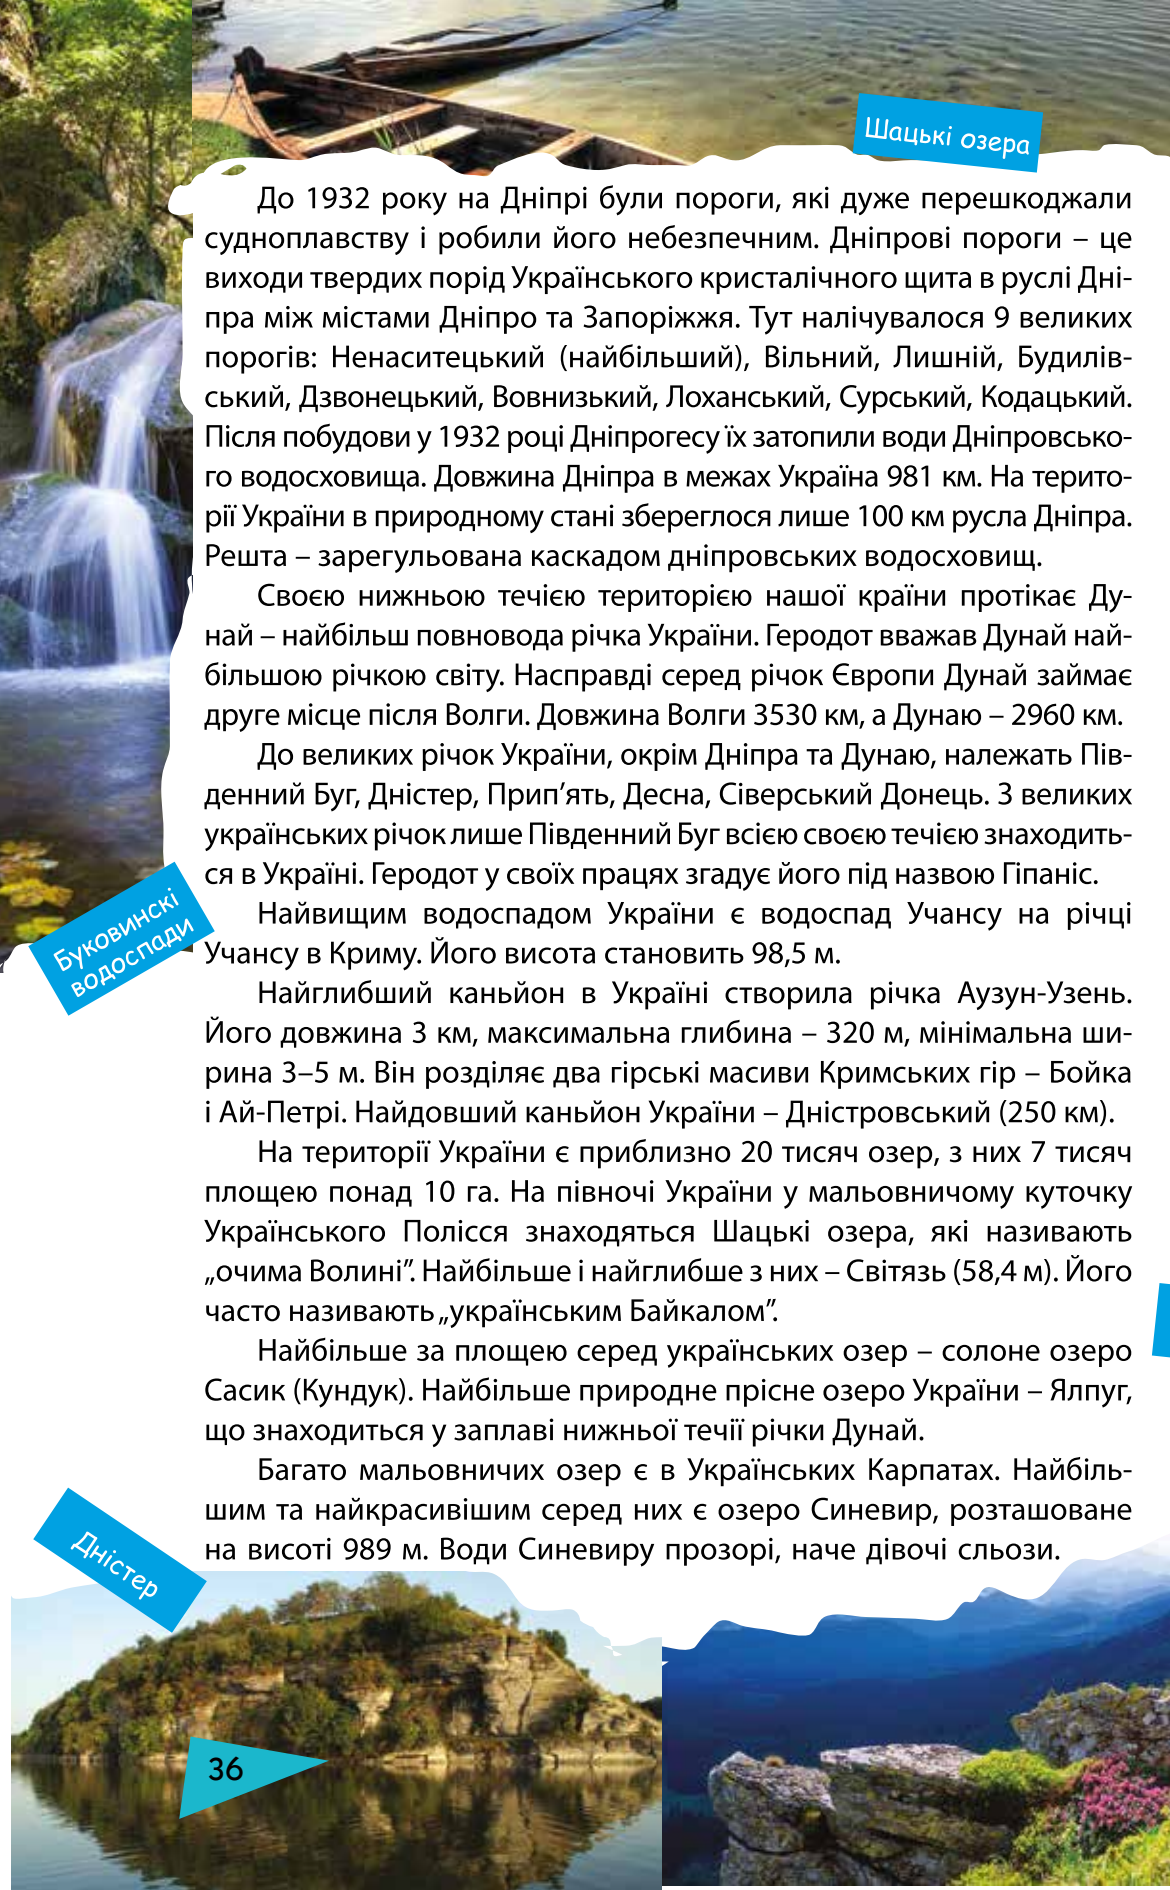 Шацькі озера
До 1932 року на Дніпрі були пороги, які дуже перешкоджали
судноплавству і робили його небезпечним. Дніпрові пороги – це
виходи твердих порід Українського кристалічного щита в руслі Дні-
пра між містами Дніпро та Запоріжжя. Тут налічувалося 9 великих
порогів: Ненаситецький (найбільший), Вільний, Лишній, Будилів-
ський, Дзвонецький, Вовнизький, Лоханський, Сурський, Кодацький.
Після побудови у 1932 році Дніпрогесу їх затопили води Дніпровсько-
го водосховища. Довжина Дніпра в межах Україна 981 км. На терито-
рії України в природному стані збереглося лише 100 км русла Дніпра.
Решта – зарегульована каскадом дніпровських водосховищ.
Своєю нижньою течією територією нашої країни протікає Ду-
най – найбільш повновода річка України. Геродот вважав Дунай най-
більшою річкою світу. Насправді серед річок Європи Дунай займає
друге місце після Волги. Довжина Волги 3530 км, а Дунаю – 2960 км.
До великих річок України, окрім Дніпра та Дунаю, належать Пів-
денний Буг, Дністер, Прип’ять, Десна, Сіверський Донець. З великих
українських річок лише Південний Буг всією своєю течією знаходить-
ся в Україні. Геродот у своїх працях згадує його під назвою Гіпаніс.
Буковинскі
водоспади
Найвищим водоспадом України є водоспад Учансу на річці
Учансу в Криму. Його висота становить 98,5 м.
Найглибший каньйон в Україні створила річка Аузун-Узень.
Його довжина 3 км, максимальна глибина – 320 м, мінімальна ши-
рина 3–5 м. Він розділяє два гірські масиви Кримських гір – Бойка
і Ай-Петрі. Найдовший каньйон України – Дністровський (250 км).
На території України є приблизно 20 тисяч озер, з них 7 тисяч
площею понад 10 га. На півночі України у мальовничому куточку
Українського Полісся знаходяться Шацькі озера, які називають
„очима Волині”. Найбільше і найглибше з них – Світязь (58,4 м). Його
часто називають „українським Байкалом”.
Найбільше за площею серед українських озер – солоне озеро
Сасик (Кундук). Найбільше природне прісне озеро України – Ялпуг,
що знаходиться у заплаві нижньої течії річки Дунай.
Багато мальовничих озер є в Українських Карпатах. Найбіль-
шим та найкрасивішим серед них є озеро Синевир, розташоване
на висоті 989 м. Води Синевиру прозорі, наче дівочі сльози.
Дністер
36